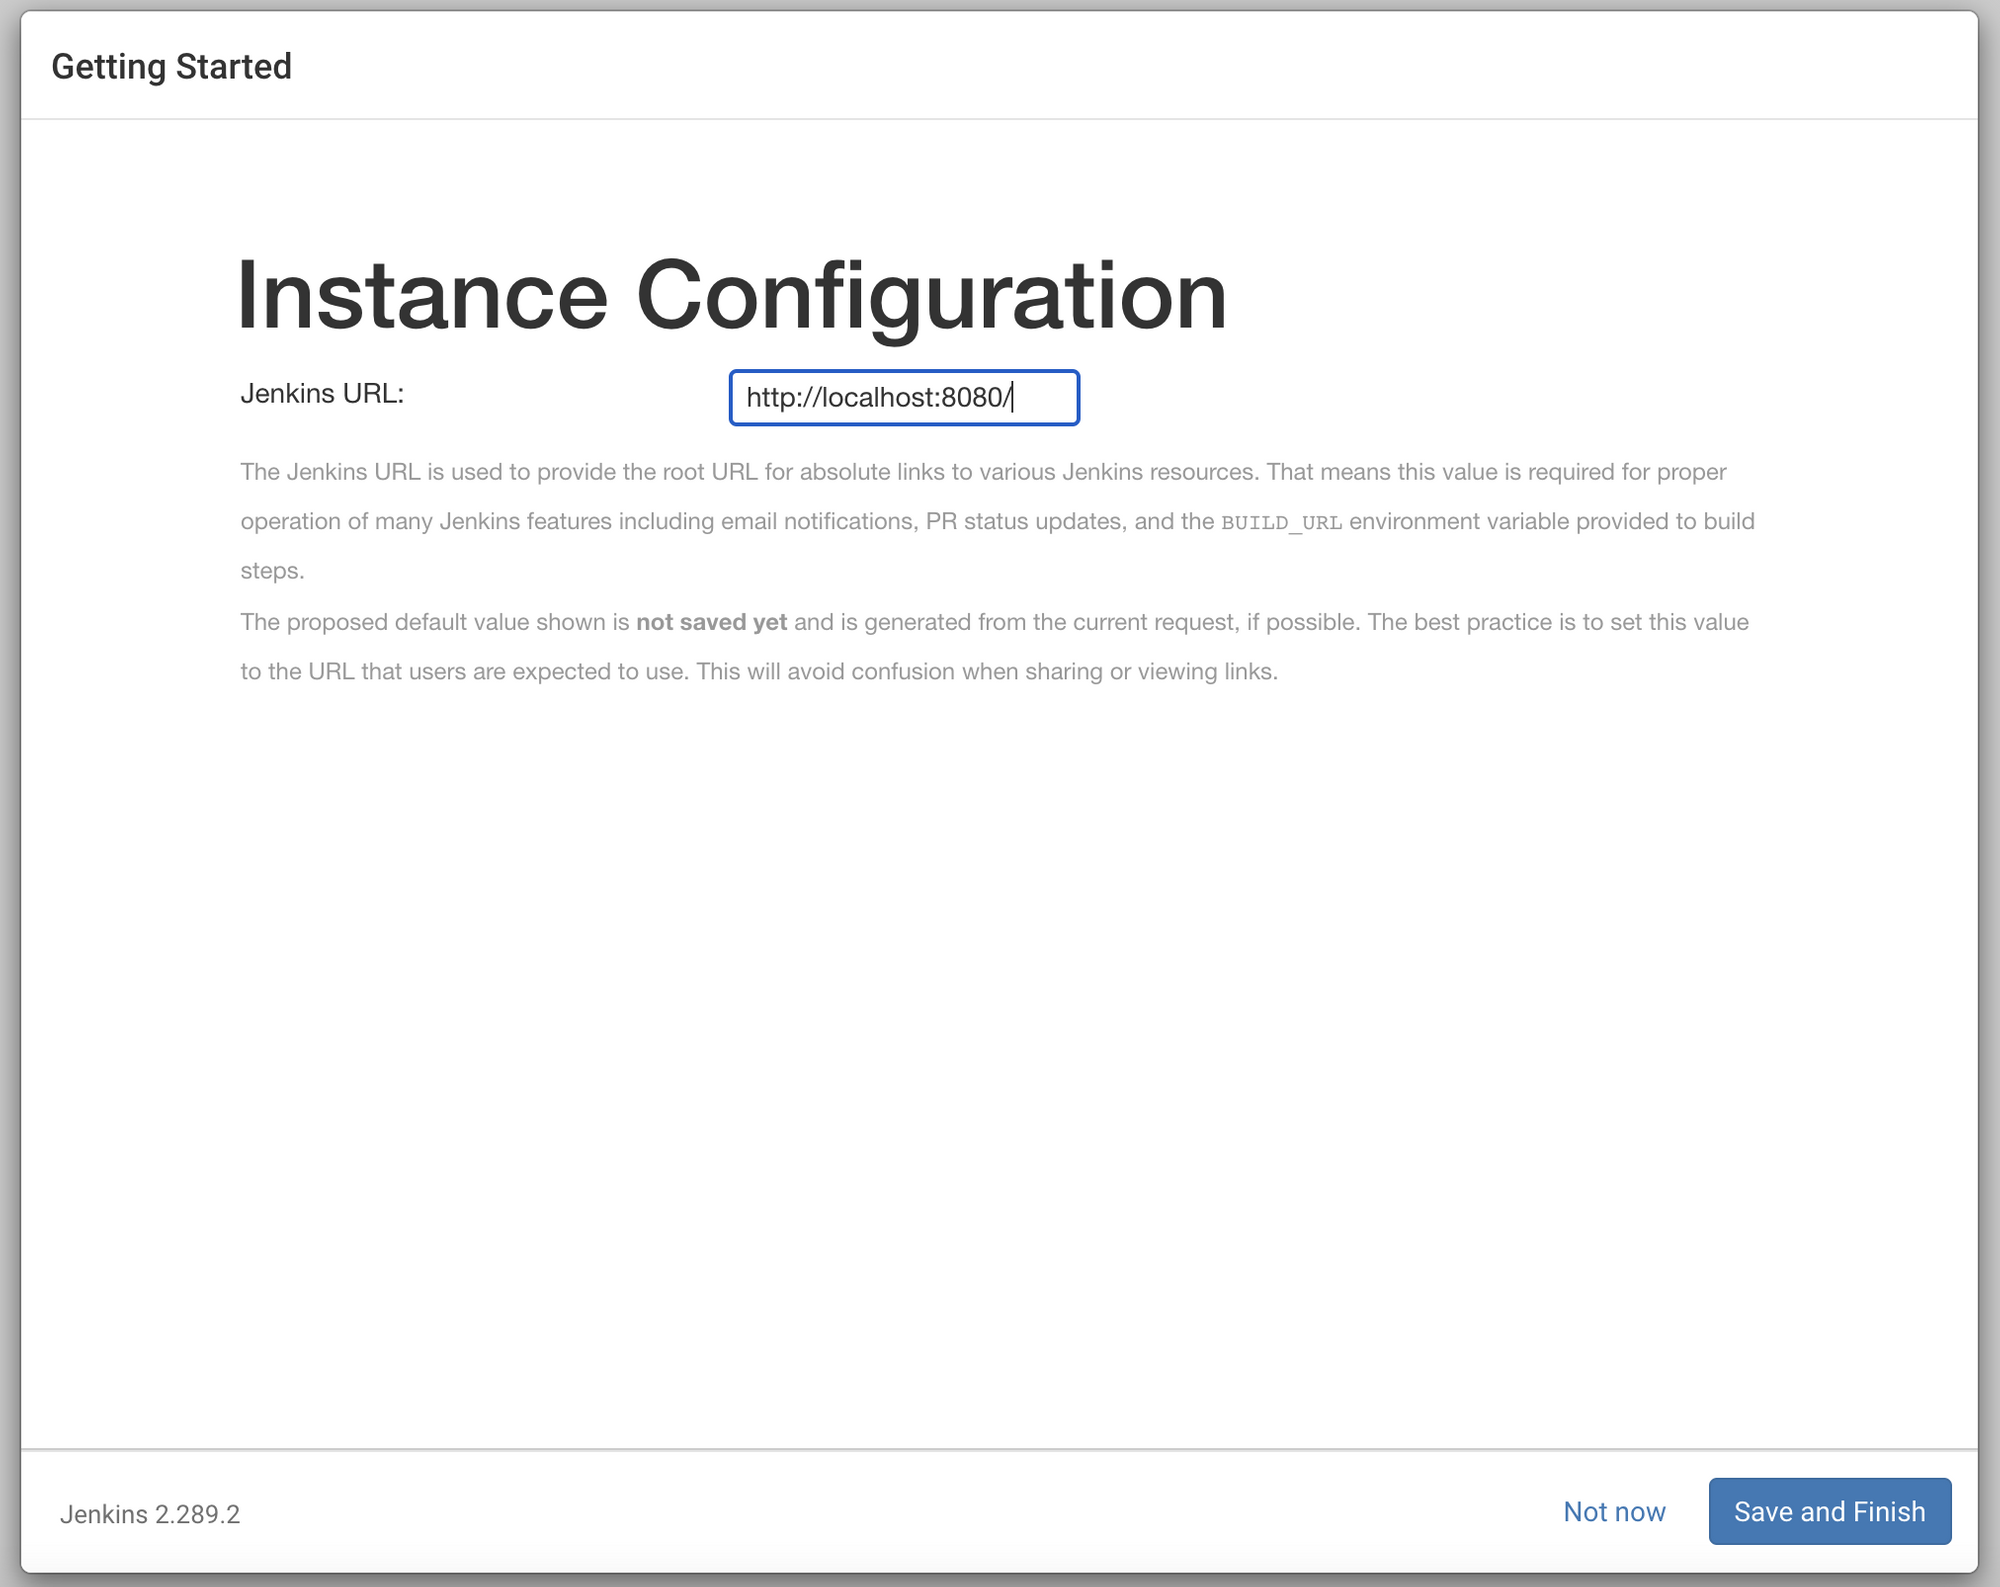 Getting Started
Instance Configuration
Jenkins URL: http://localhost:8080/
The Jenkins URL is used to provide the root URL for absolute links to various Jenkins resources. That means this value is required for proper
operation of many Jenkins features including email notifications, PR status updates, and the BUILD_URL environment variable provided to build
steps.
The proposed default value shown is not saved yet and is generated from the current request, if possible. The best practice is to set this value
to the URL that users are expected to use. This will avoid confusion when sharing or viewing links.
Jenkins 2.289.2 Not now Save and Finish